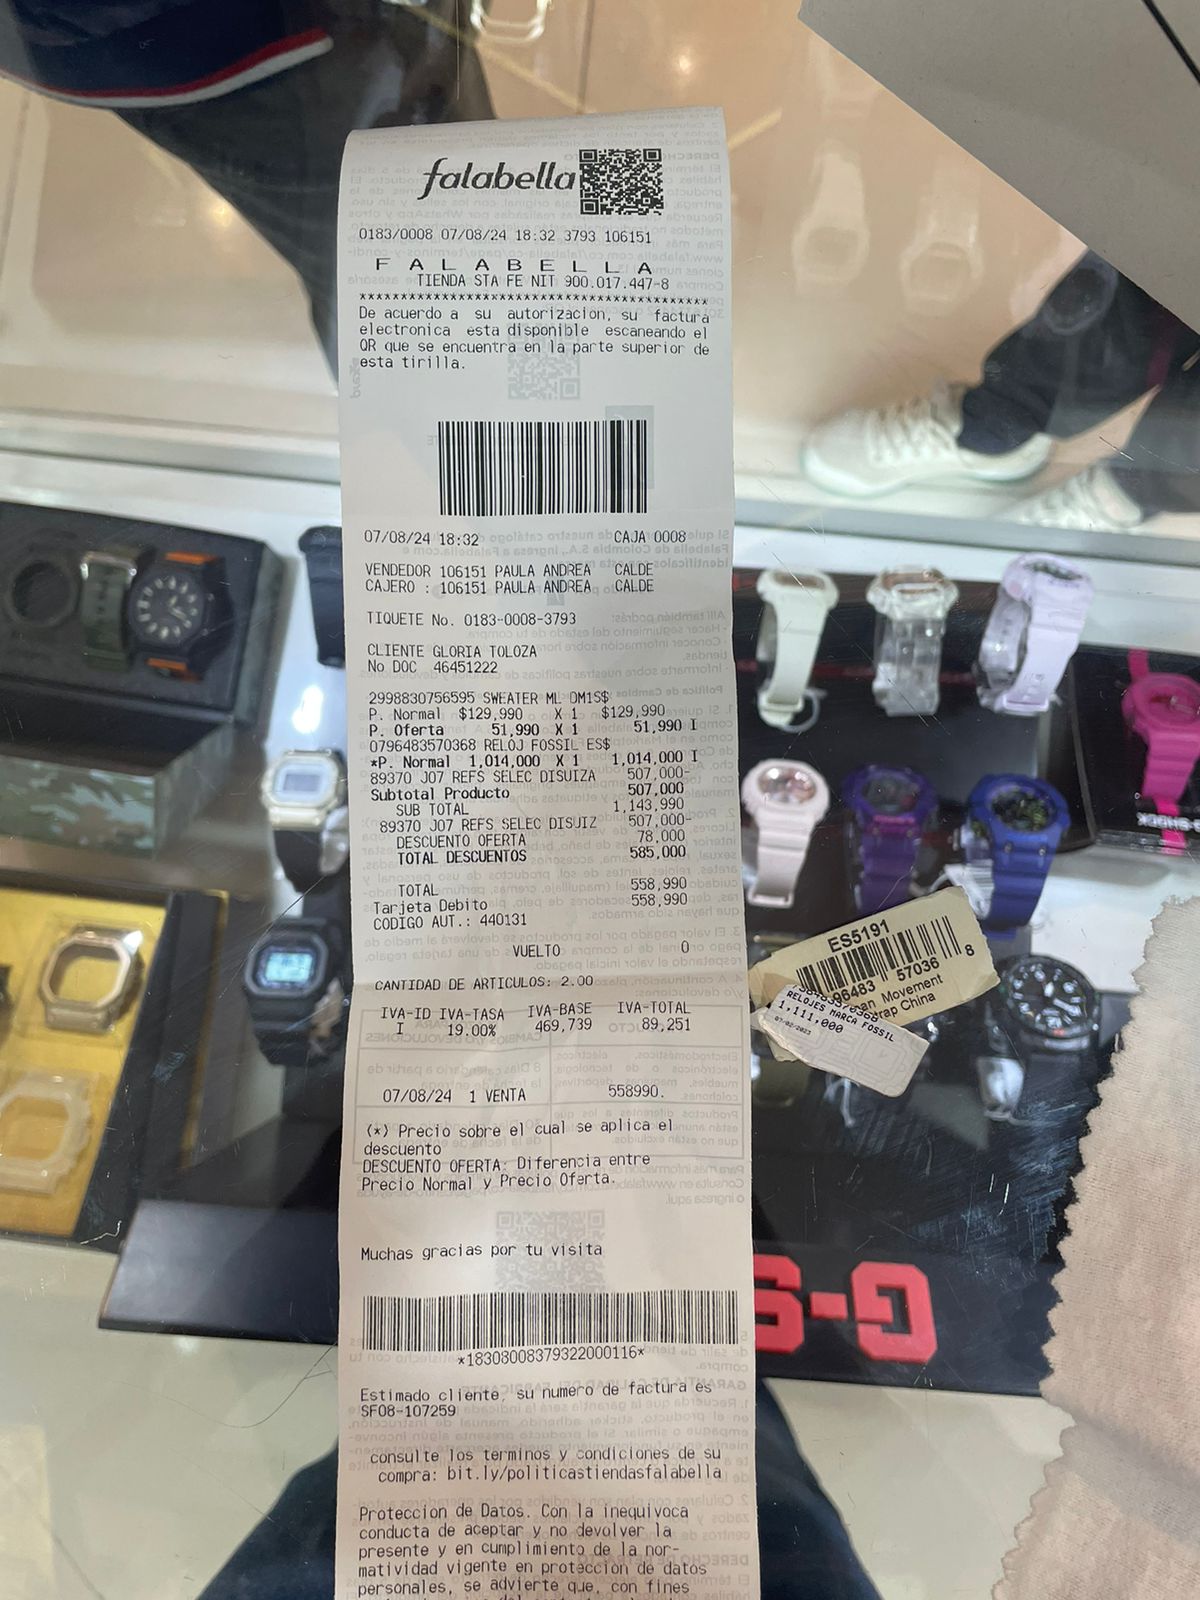 falabella
0183/0008 07/08/24 18:32 3793 106151
F A L A B E L L A
TIENDA STA FE NIT 900.017.447-8
******************************************
De acuerdo a su autorizacion, su factura
electronica esta disponible escaneando el
QR que se encuentra en la parte superior de
esta tirilla.
07/08/24 18:32 CAJA 0008
VENDEDOR 106151 PAULA ANDREA CALDE
CAJERO : 106151 PAULA ANDREA CALDE
TIQUETE No. 0183-0008-3793
CLIENTE GLORIA TOLOZA
No DOC 46451222
2998830756595 SWEATER ML OM1S$
P. Normal $129,990 X 1 $129,990
P. Oferta 51,990 X 1 51,990 I
0796483570368 RELOJ FOSSIL ES$
*P. Normal 1,014,000 X 1 1,014,000 I
89370 J07 REFS SELEC DISUIZA 507,000-
Subtotal Producto 507,000
SUB TOTAL 1,143,990
89370 J07 REFS SELEC DISUIZ 507,000-
DESCUENTO OFERTA 78,000
TOTAL DESCUENTOS 585,000
TOTAL 558,990
Tarjeta Debito 558,990
CODIGO AUT.: 440131
VUELTO 0
CANTIDAD DE ARTICULOS: 2.00
IVA-ID IVA-TASA IVA-BASE IVA-TOTAL
I 19.00% 469,739 89,251
07/08/24 1 VENTA 558990.
(*) Precio sobre el cual se aplica el
descuento
DESCUENTO OFERTA: Diferencia entre
Precio Normal y Precio Oferta.
Muchas gracias por tu visita
*18308008379322000116*
Estimado cliente, su numero de factura es
SF08-107259
consulte los terminos y condiciones de su
compra: bit.ly/politicastiendasfalabella
Proteccion de Datos. Con la inequivoca
conducta de aceptar y no devolver la
presente y en cumplimiento de la nor-
matividad vigente en proteccion de datos
personales, se advierte que, con fines
ES5191
96483 57036 8
Movement
China
RELOJES MARCA FOSSIL
1,111,000
07/02/2023
G-S